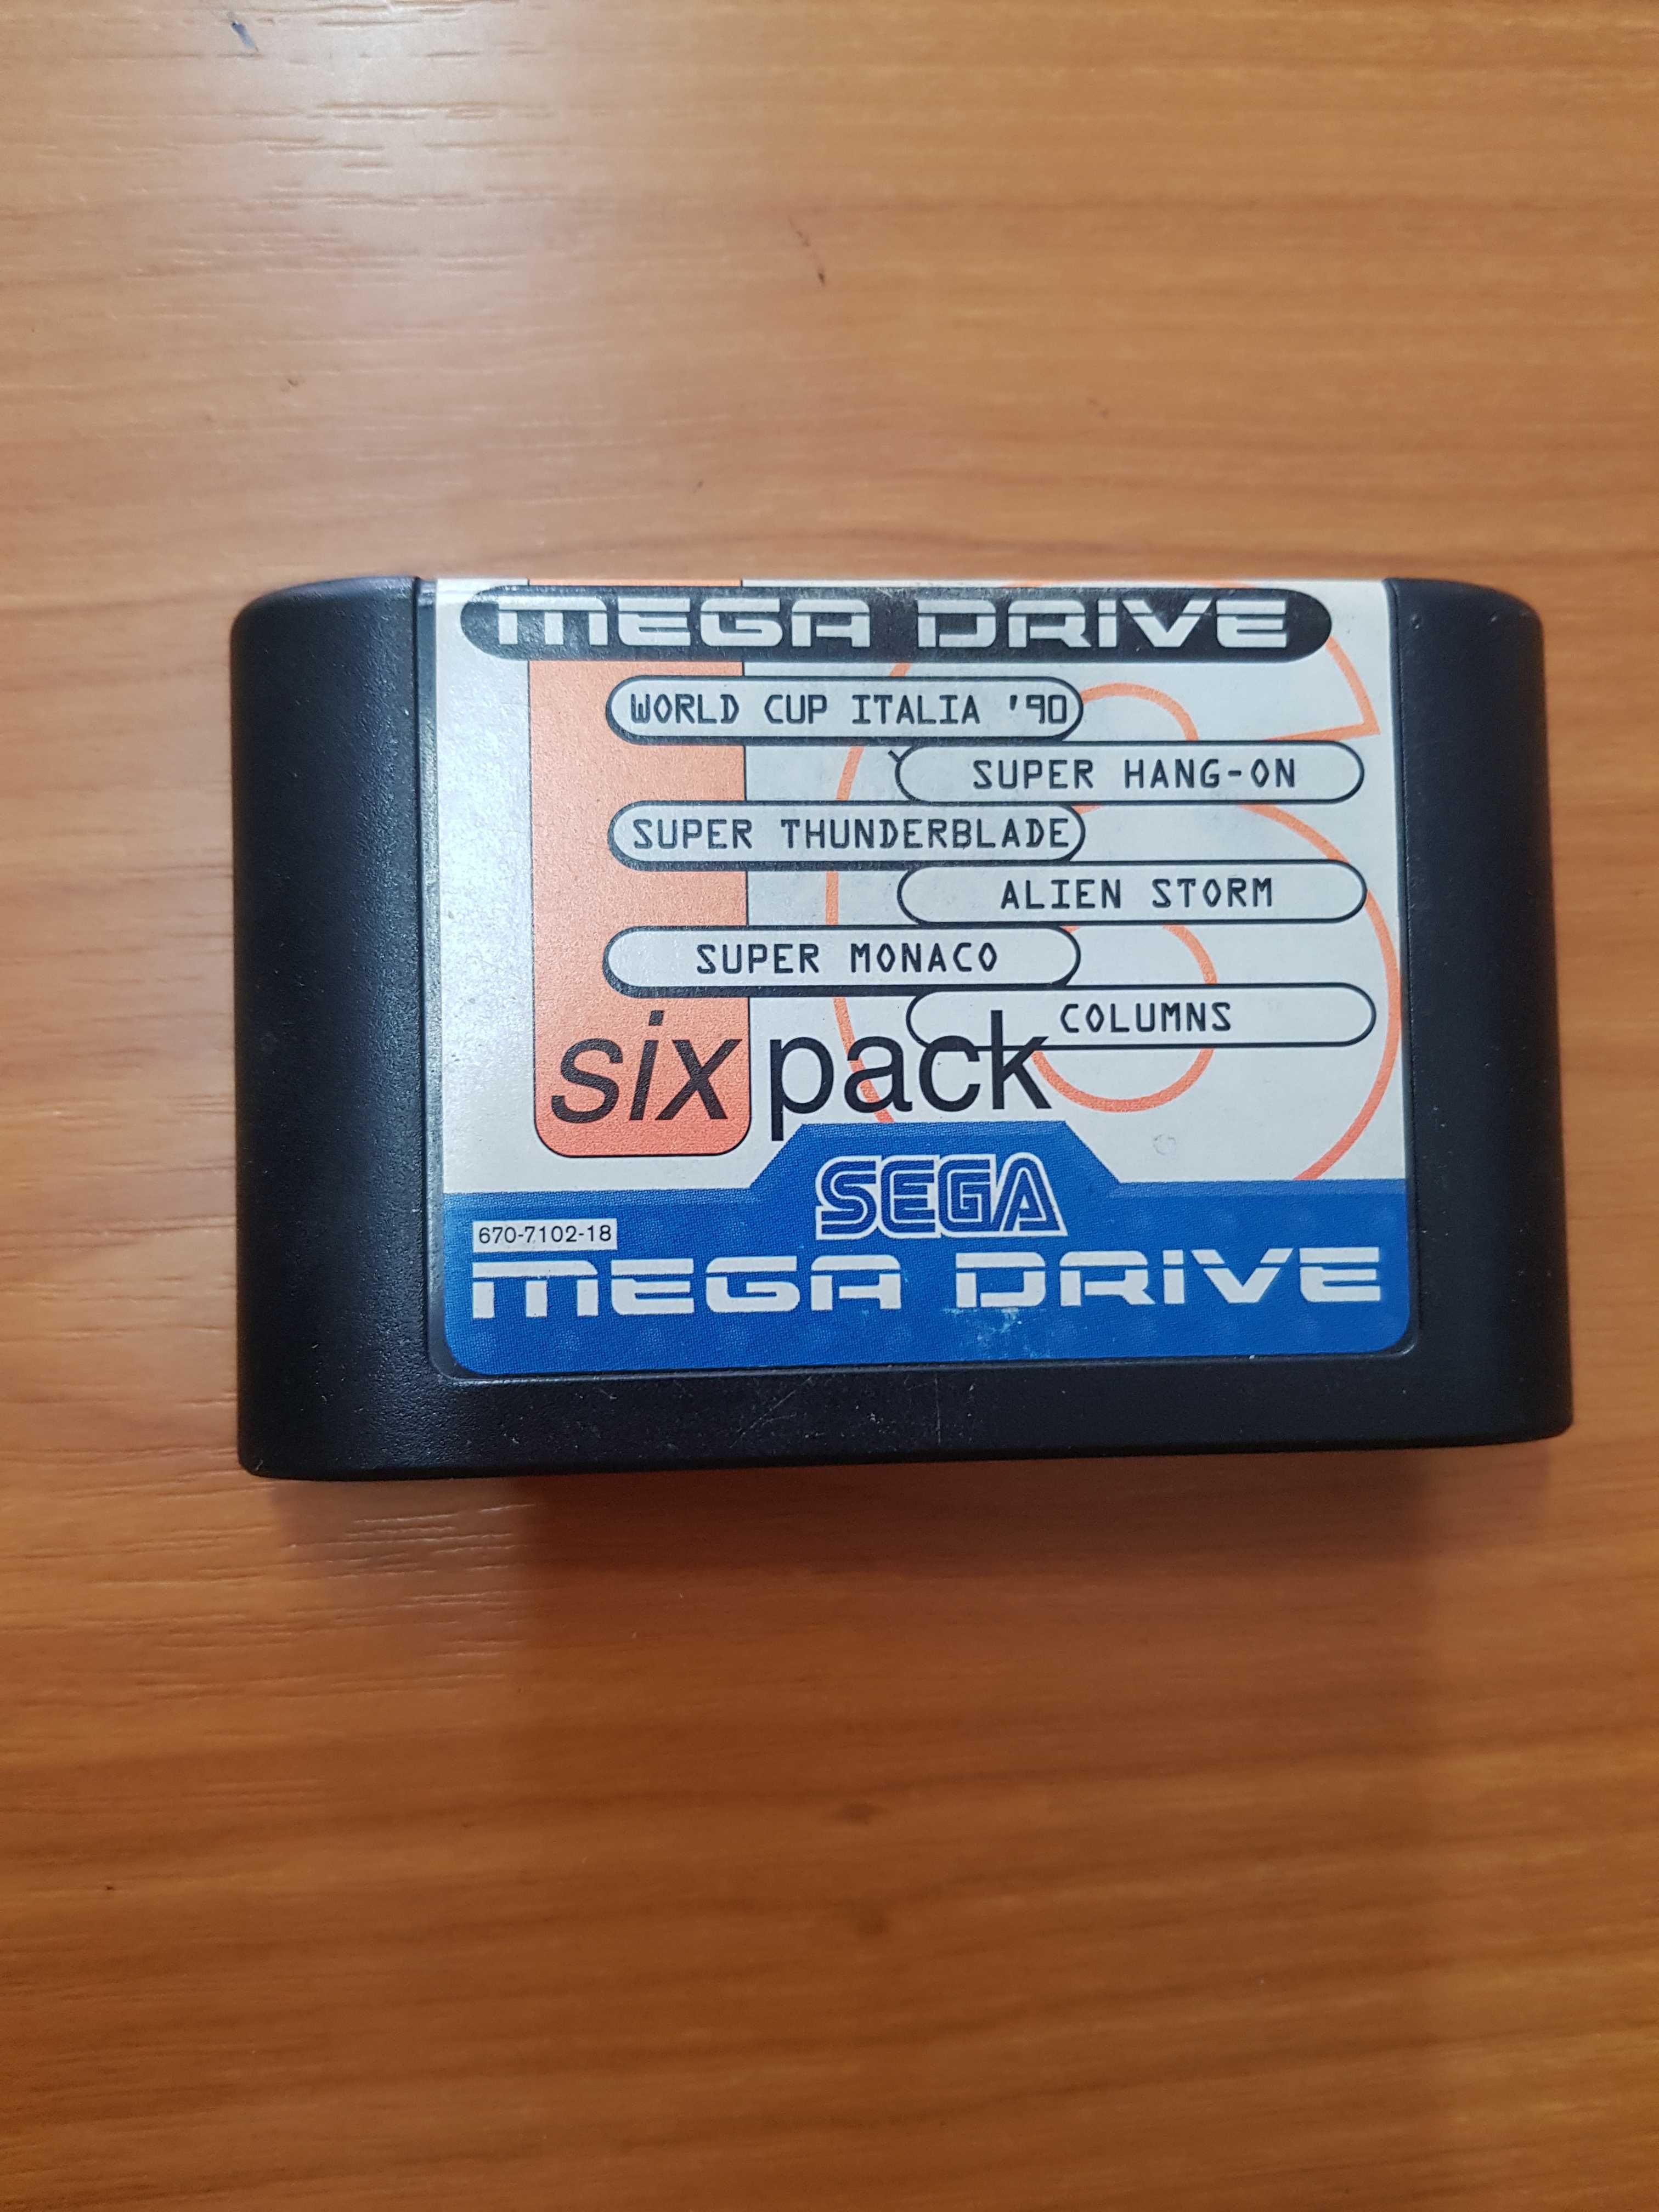 MEGA DRIVE
WORLD CUP ITALIA '90
SUPER HANG-ON
SUPER THUNDERBLADE
ALIEN STORM
SUPER MONACO
COLUMNS
six pack
SEGA
670-7102-18
MEGA DRIVE